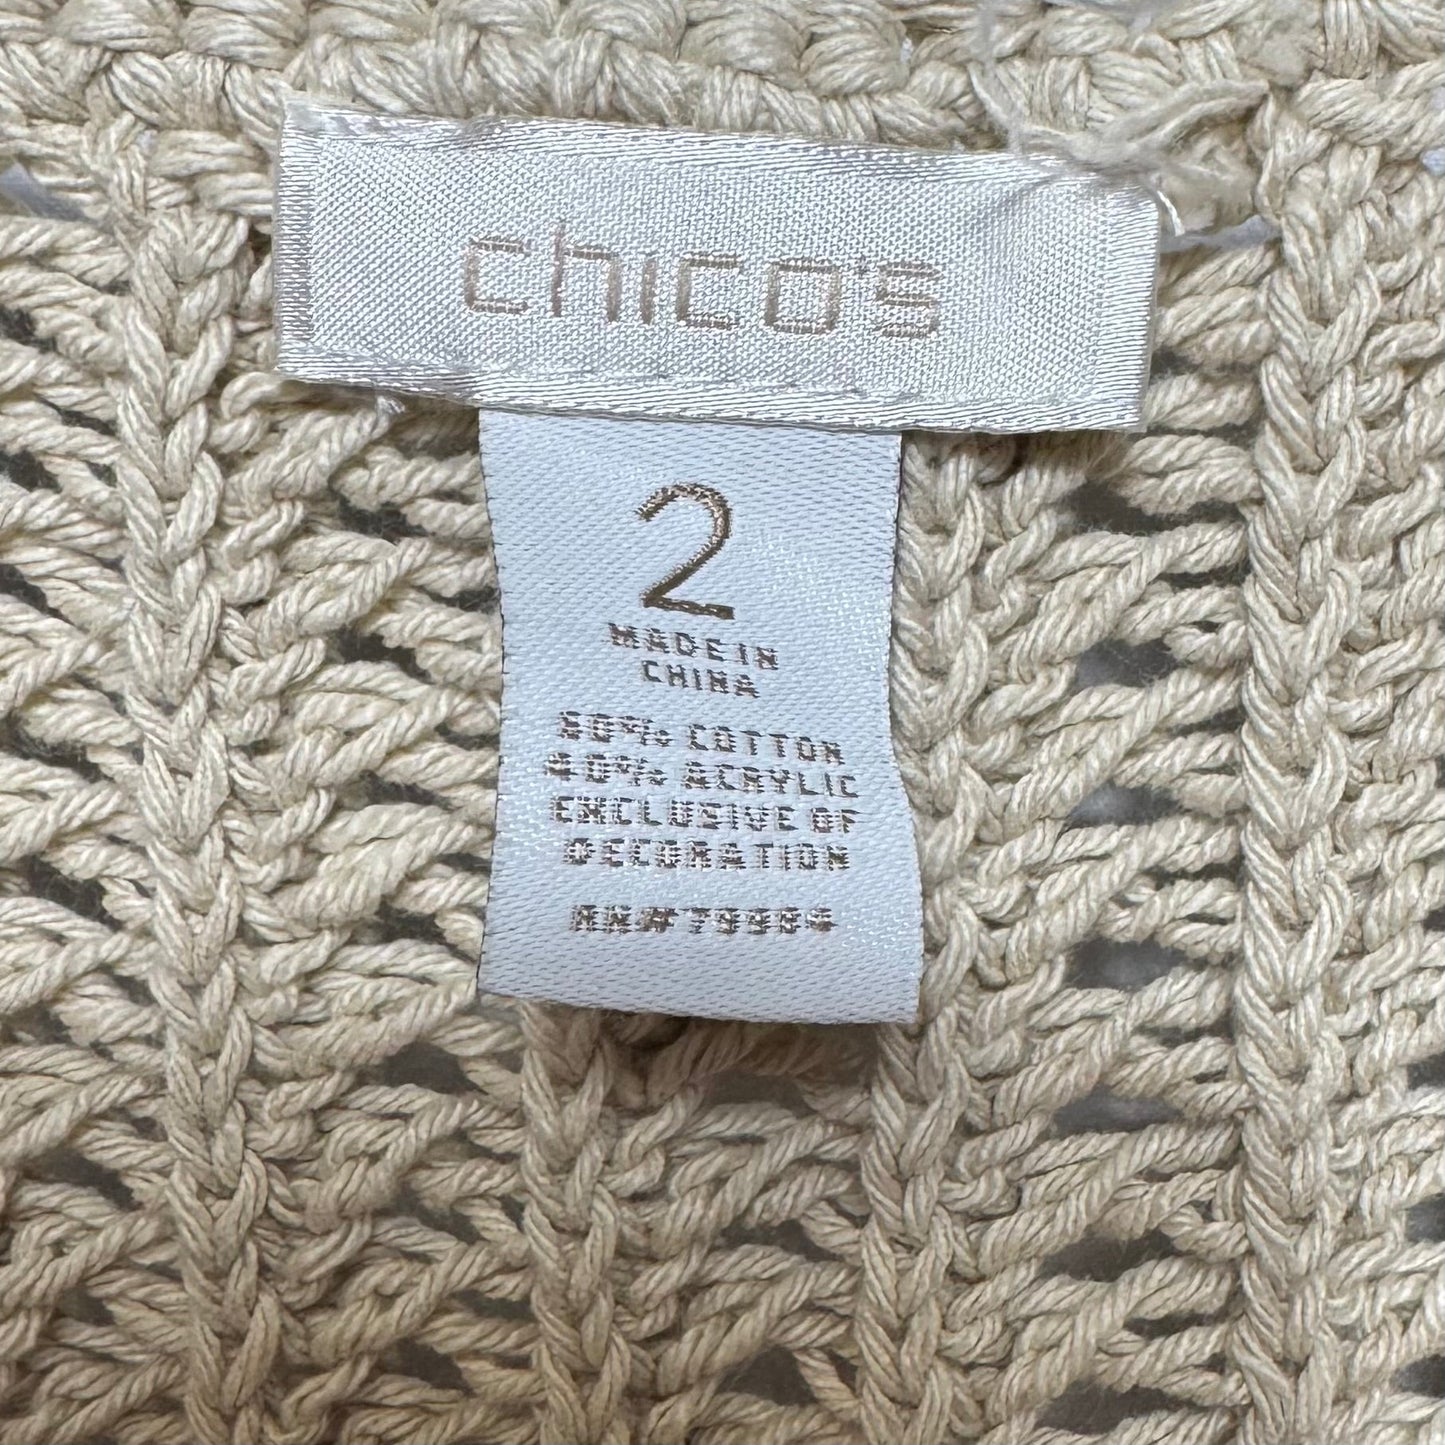 chico's
2
MADE IN
CHINA
60% COTTON
40% ACRYLIC
EXCLUSIVE OF
DECORATION